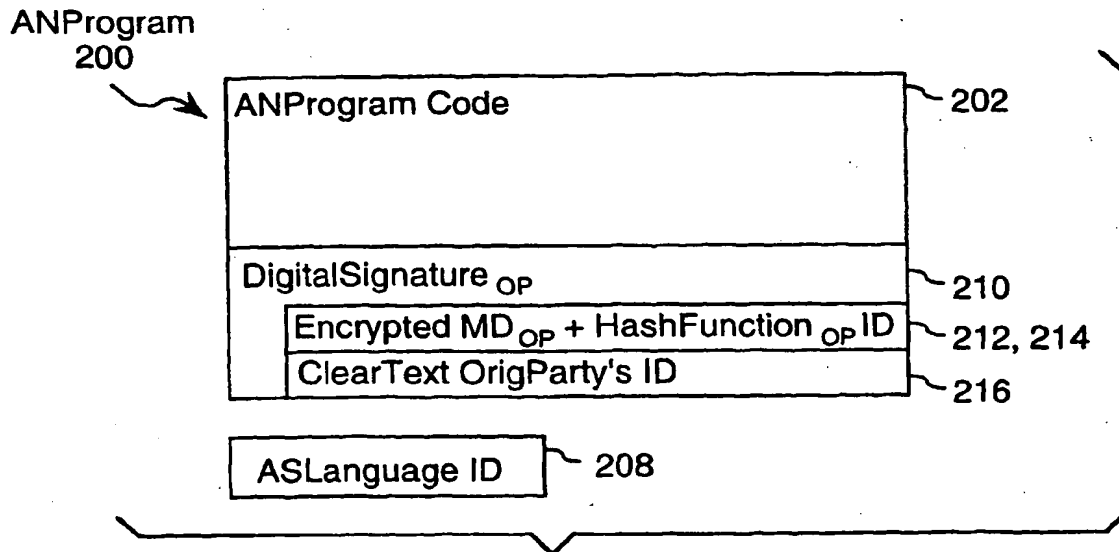 ANProgram
200
ANProgram Code
202
DigitalSignature OP
210
Encrypted MD OP + HashFunction OP ID
212, 214
ClearText OrigParty's ID
216
ASLanguage ID
208